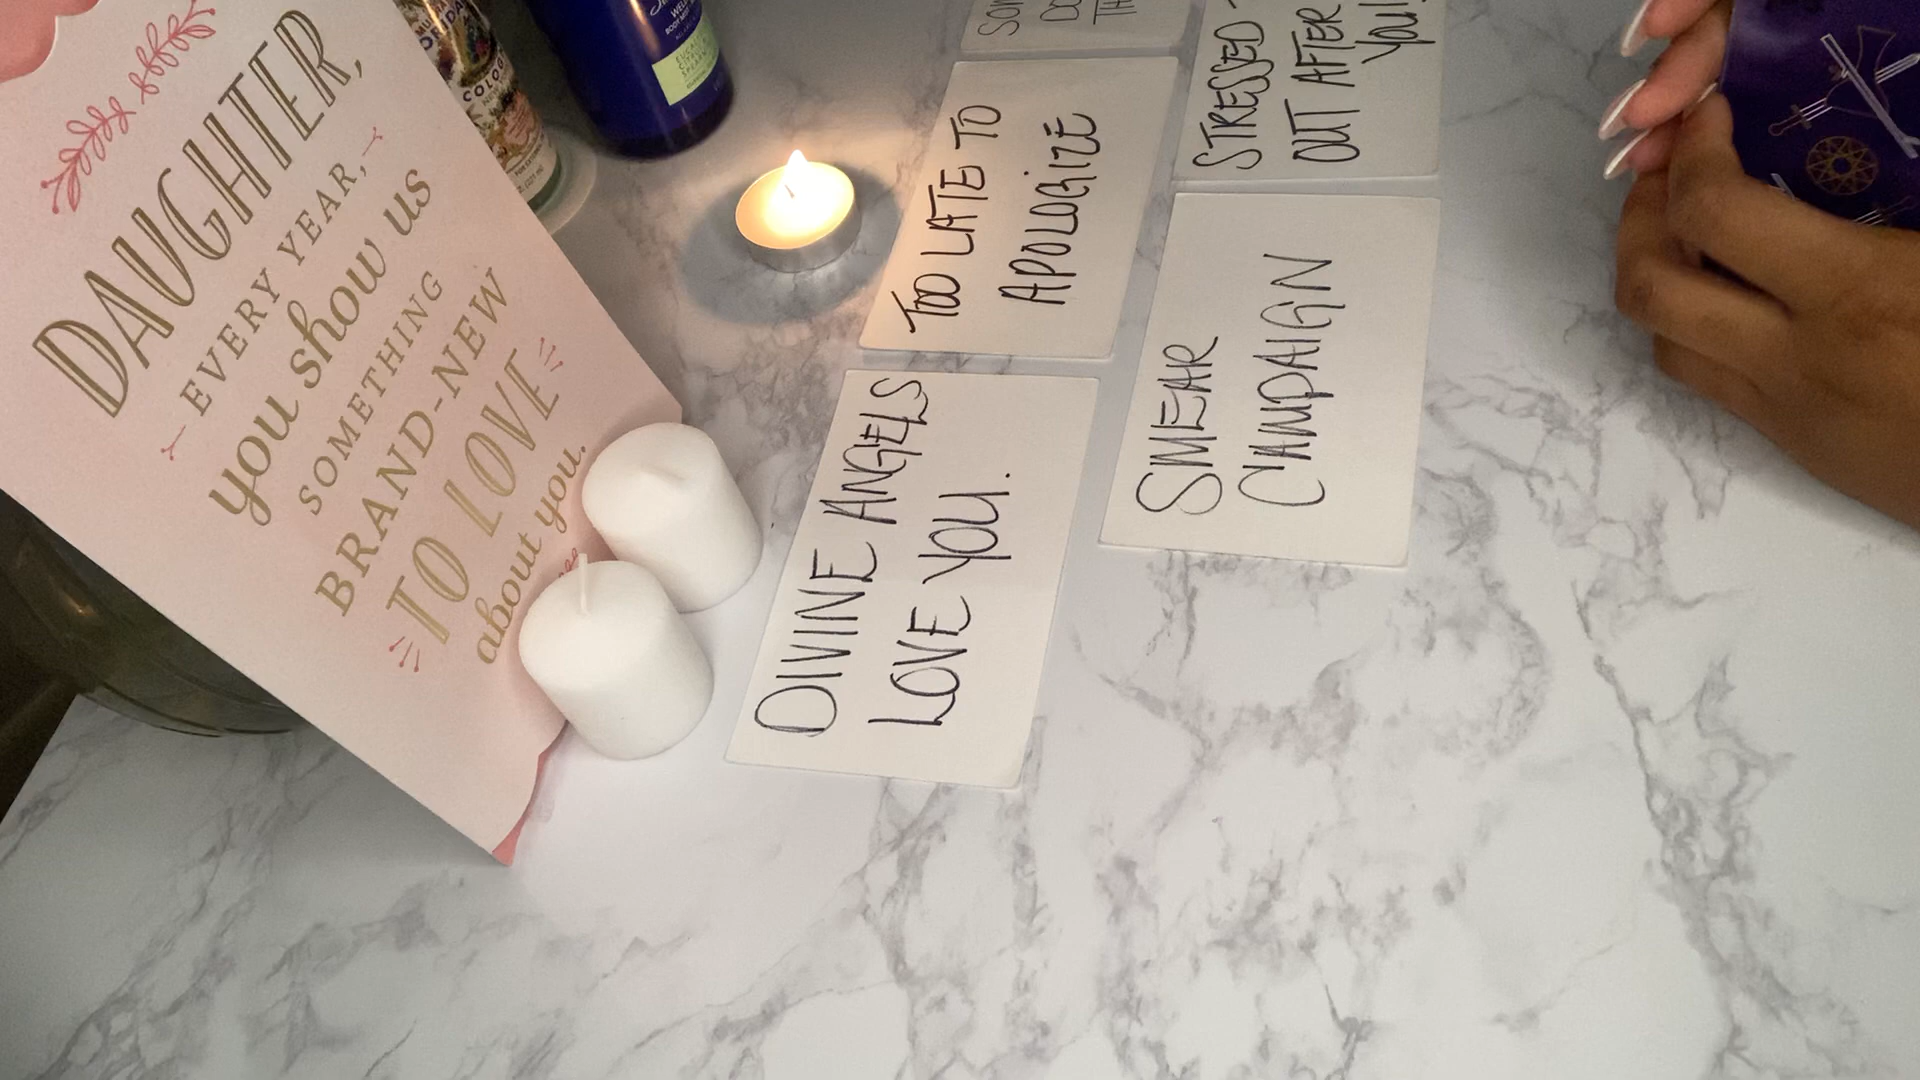 DAUGHTER,
EVERY YEAR,
you show us
SOMETHING
BRAND-NEW
TO LOVE
about you.
COLOG
TOO LATE TO
APOLOGIZE
STRESSED
OUT AFTER
YOU!
DIVINE ANGELS
LOVE YOU.
SMEAR
CAMPAIGN